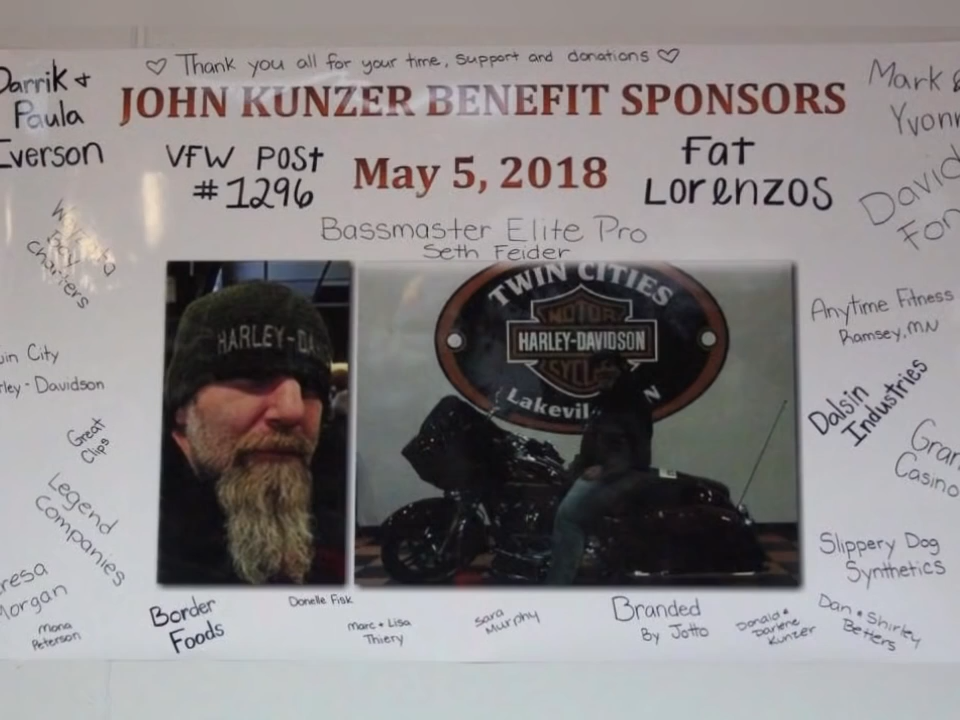 ♡ Thank you all for your time, support and donations ♡
JOHN KUNZER BENEFIT SPONSORS
May 5, 2018
Darrik +
Paula
Iverson
VFW POST
#1296
Fat
Lorenzos
Mark &
Yvonn
David
Fon
Bassmaster Elite Pro
Seth Feider
Charters
HARLEY-DA
TWIN CITIES
MOTOR
HARLEY-DAVIDSON
CYCL
Lakevil
N
Anytime Fitness
Ramsey, MN
in City
rley-Davidson
Dalsin
Industries
Great
Clips
Gran
Casino
Legend
Companies
Slippery Dog
Synthetics
resa
Morgan
Mona
Peterson
Border
Foods
Donelle Fisk
Marc + Lisa
Thiery
Sara
Murphy
Branded
By Jotto
Donald +
Darlene
Kunzer
Dan + Shirley
Betters